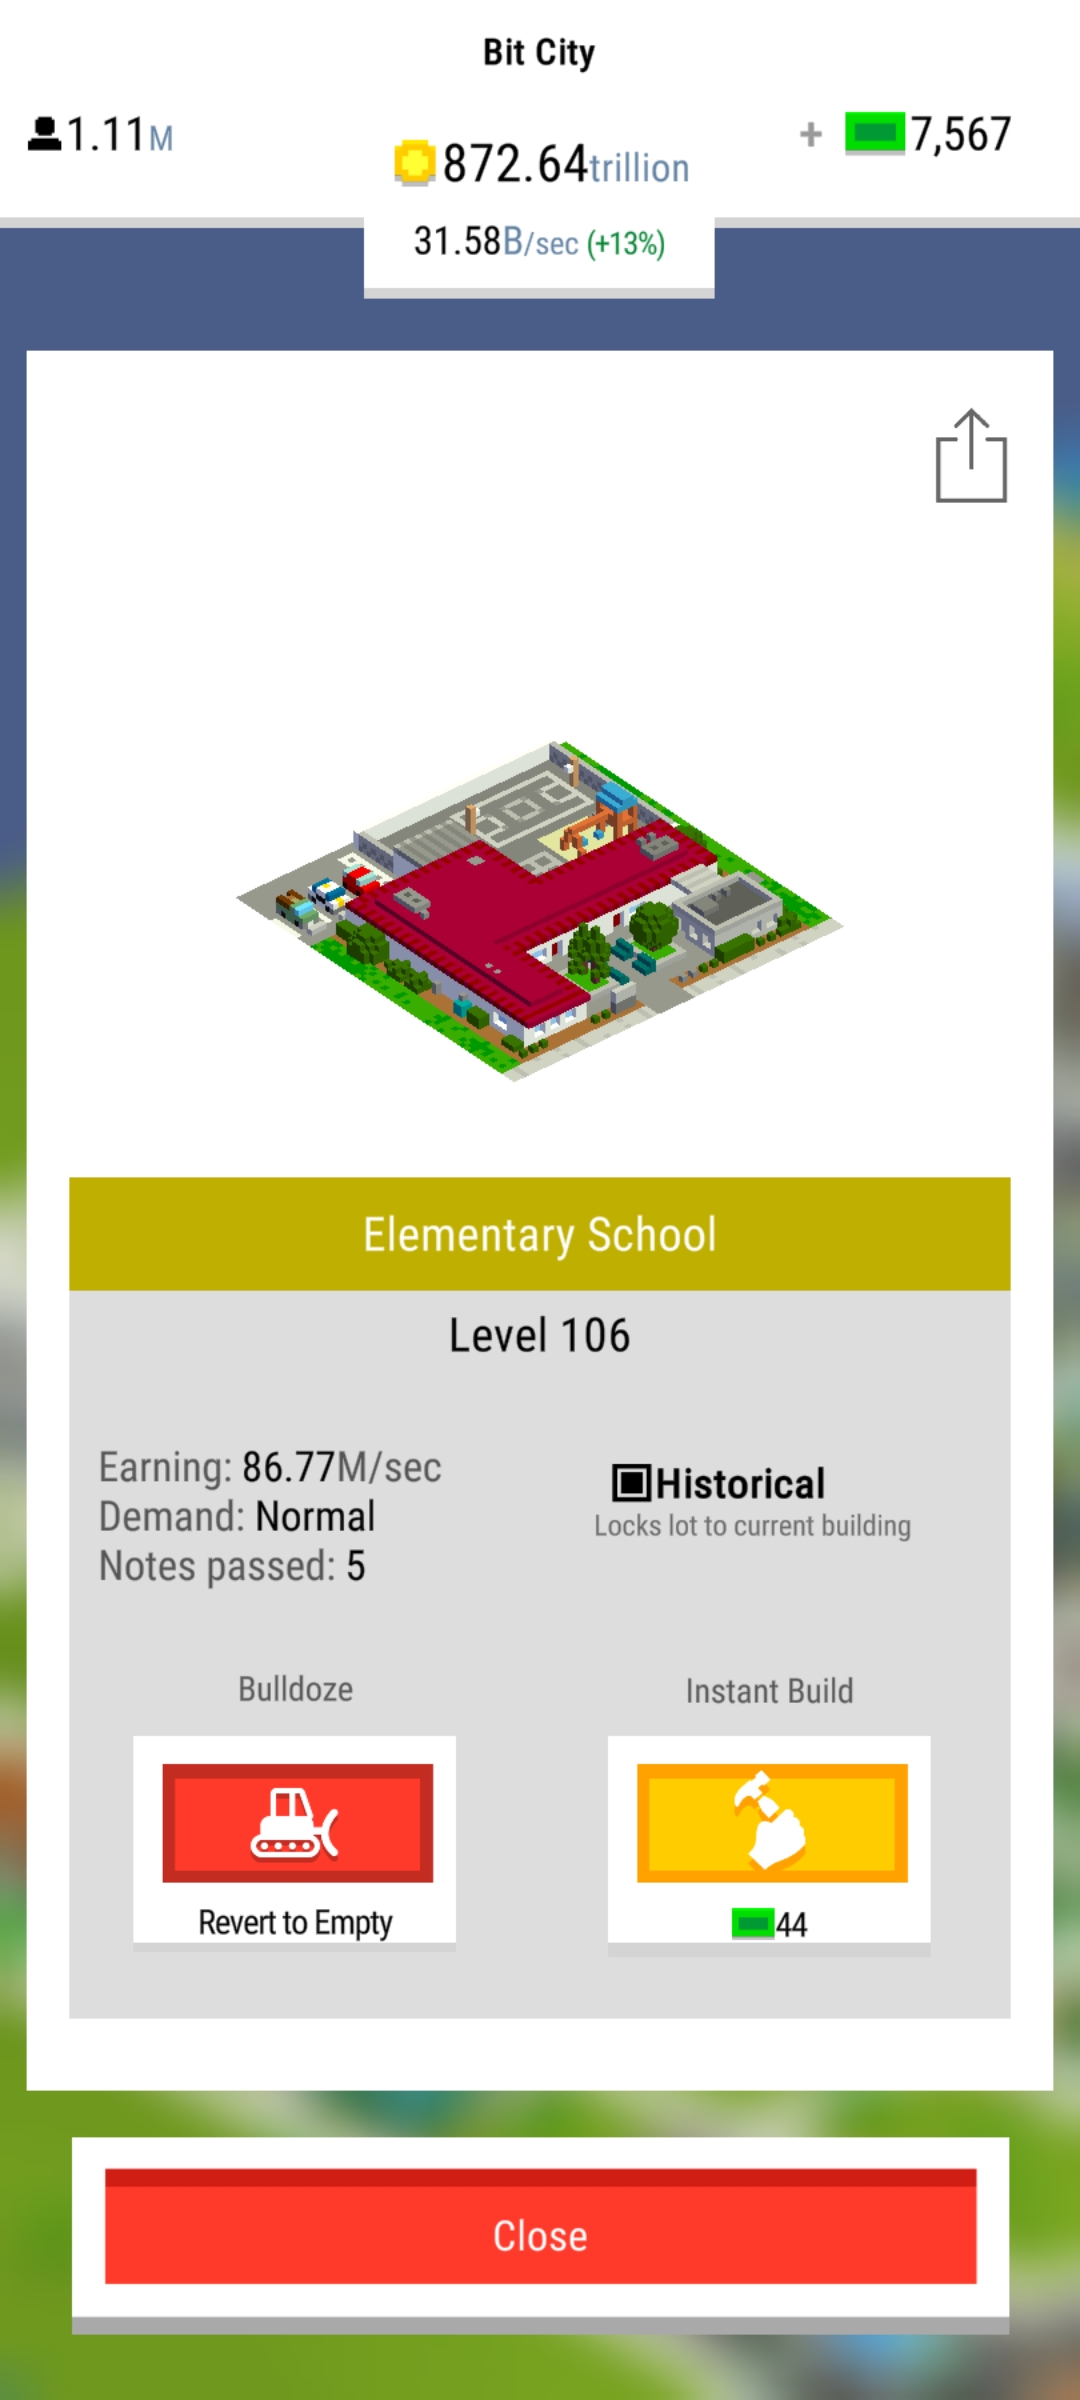 Bit City
1.11M
872.64trillion
+ 7,567
31.58B/sec (+13%)
Elementary School
Level 106
Earning: 86.77M/sec
Demand: Normal
Notes passed: 5
Historical
Locks lot to current building
Bulldoze
Revert to Empty
Instant Build
44
Close